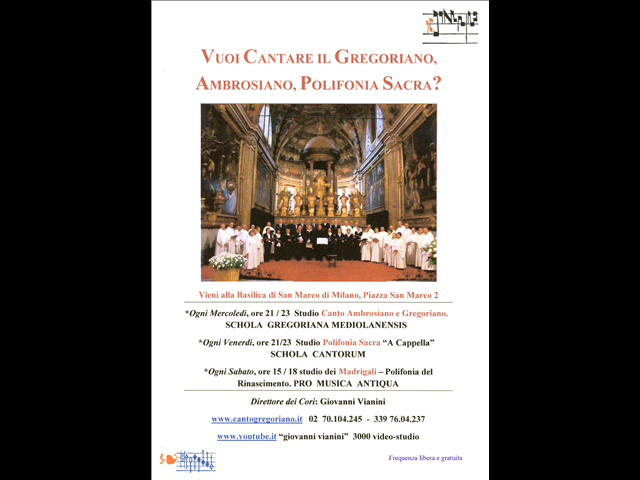 VUOI CANTARE IL GREGORIANO,
AMBROSIANO, POLIFONIA SACRA?
Vieni alla Basilica di San Marco di Milano, Piazza San Marco 2
*Ogni Mercoledì, ore 21 / 23 Studio Canto Ambrosiano e Gregoriano.
SCHOLA GREGORIANA MEDIOLANENSIS
*Ogni Venerdì, ore 21/23 Studio Polifonia Sacra “A Cappella”
SCHOLA CANTORUM
*Ogni Sabato, ore 15 / 18 studio dei Madrigali – Polifonia del
Rinascimento. PRO MUSICA ANTIQUA
Direttore dei Cori: Giovanni Vianini
www.cantogregoriano.it 02 70.104.245 - 339 76.04.237
www.youtube.it “giovanni vianini” 3000 video-studio
Frequenza libera e gratuita